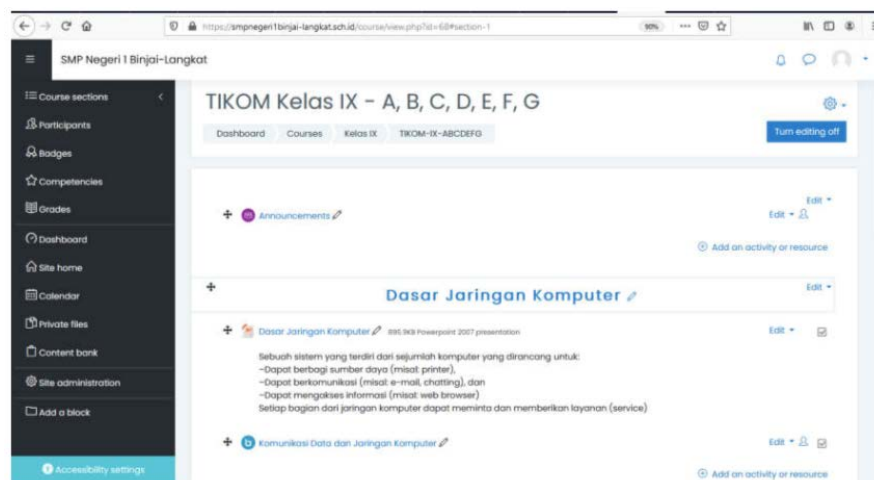 https://smpnegeri1binjai-langkat.sch.id/course/view.php?id=68#section-1
90%
SMP Negeri 1 Binjai-Langkat
Course sections
Participants
Badges
Competencies
Grades
Dashboard
Site home
Calendar
Private files
Content bank
Site administration
Add a block
Accessibility settings
TIKOM Kelas IX - A, B, C, D, E, F, G
Dashboard Courses Kelas IX TIKOM-IX-ABCDEFG
Turn editing off
Edit
Announcements Edit
Add an activity or resource
Dasar Jaringan Komputer Edit
Dasar Jaringan Komputer 895.9KB Powerpoint 2007 presentation Edit
Sebuah sistem yang terdiri dari sejumlah komputer yang dirancang untuk:
-Dapat berbagi sumber daya (misal: printer),
-Dapat berkomunikasi (misal: e-mail, chatting), dan
-Dapat mengakses informasi (misal: web browser)
Setiap bagian dari jaringan komputer dapat meminta dan memberikan layanan (service)
Komunikasi Data dan Jaringan Komputer Edit
Add an activity or resource